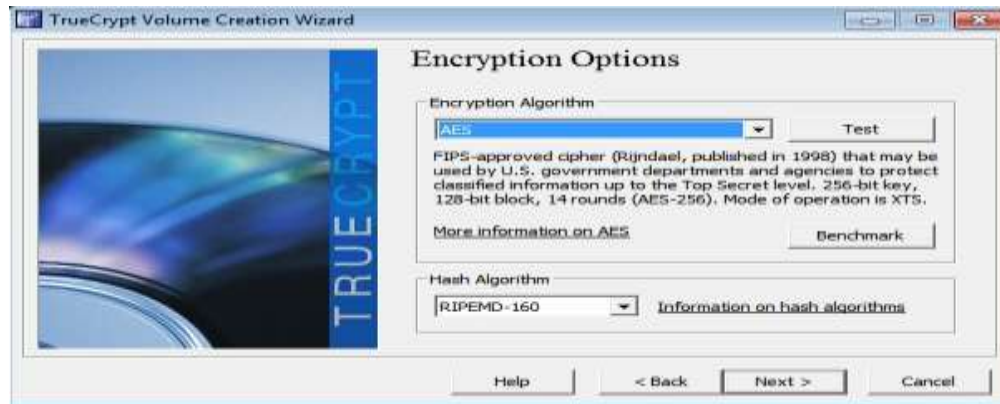 TrueCrypt Volume Creation Wizard
TRUECRYPT
Encryption Options
Encryption Algorithm
AES
Test
FIPS-approved cipher (Rijndael, published in 1998) that may be
used by U.S. government departments and agencies to protect
classified information up to the Top Secret level. 256-bit key,
128-bit block, 14 rounds (AES-256). Mode of operation is XTS.
More information on AES
Benchmark
Hash Algorithm
RIPEMD-160
Information on hash algorithms
Help
< Back
Next >
Cancel